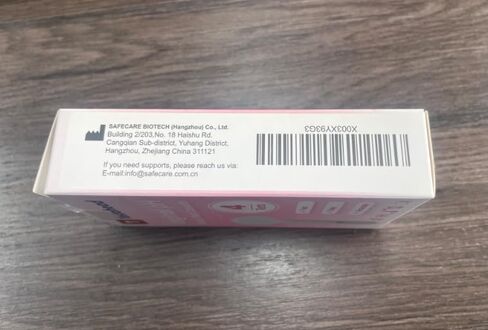 SAFECARE BIOTECH (Hangzhou) Co., Ltd.
Building 2/203,No. 18 Haishu Rd.
Cangqian Sub-district, Yuhang District,
Hangzhou, Zhejiang China 311121
If you need supports, please reach us via:
E-mail:info@safecare.com.cn
X003XY93G3